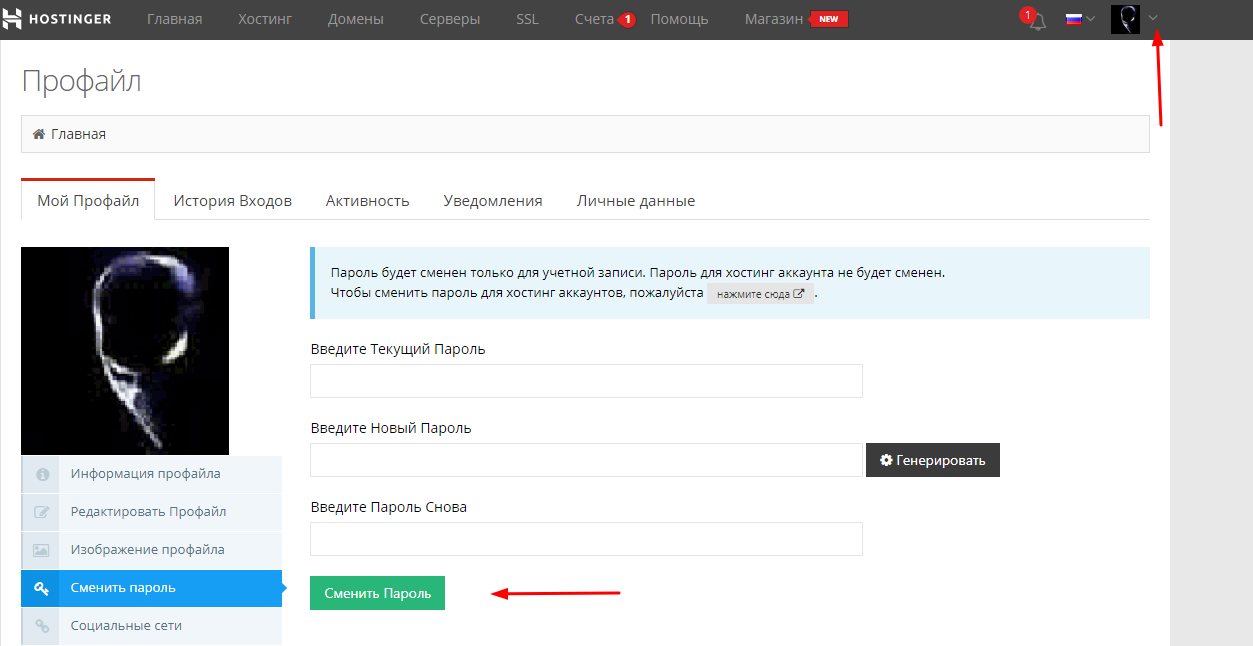 HOSTINGER Главная Хостинг Домены Серверы SSL Счета 1 Помощь Магазин NEW 1
Профайл
Главная
Мой Профайл История Входов Активность Уведомления Личные данные
Пароль будет сменен только для учетной записи. Пароль для хостинг аккаунта не будет сменен.
Чтобы сменить пароль для хостинг аккаунтов, пожалуйста нажмите сюда .
Введите Текущий Пароль
Введите Новый Пароль
Генерировать
Введите Пароль Снова
Сменить Пароль
Информация профайла
Редактировать Профайл
Изображение профайла
Сменить пароль
Социальные сети